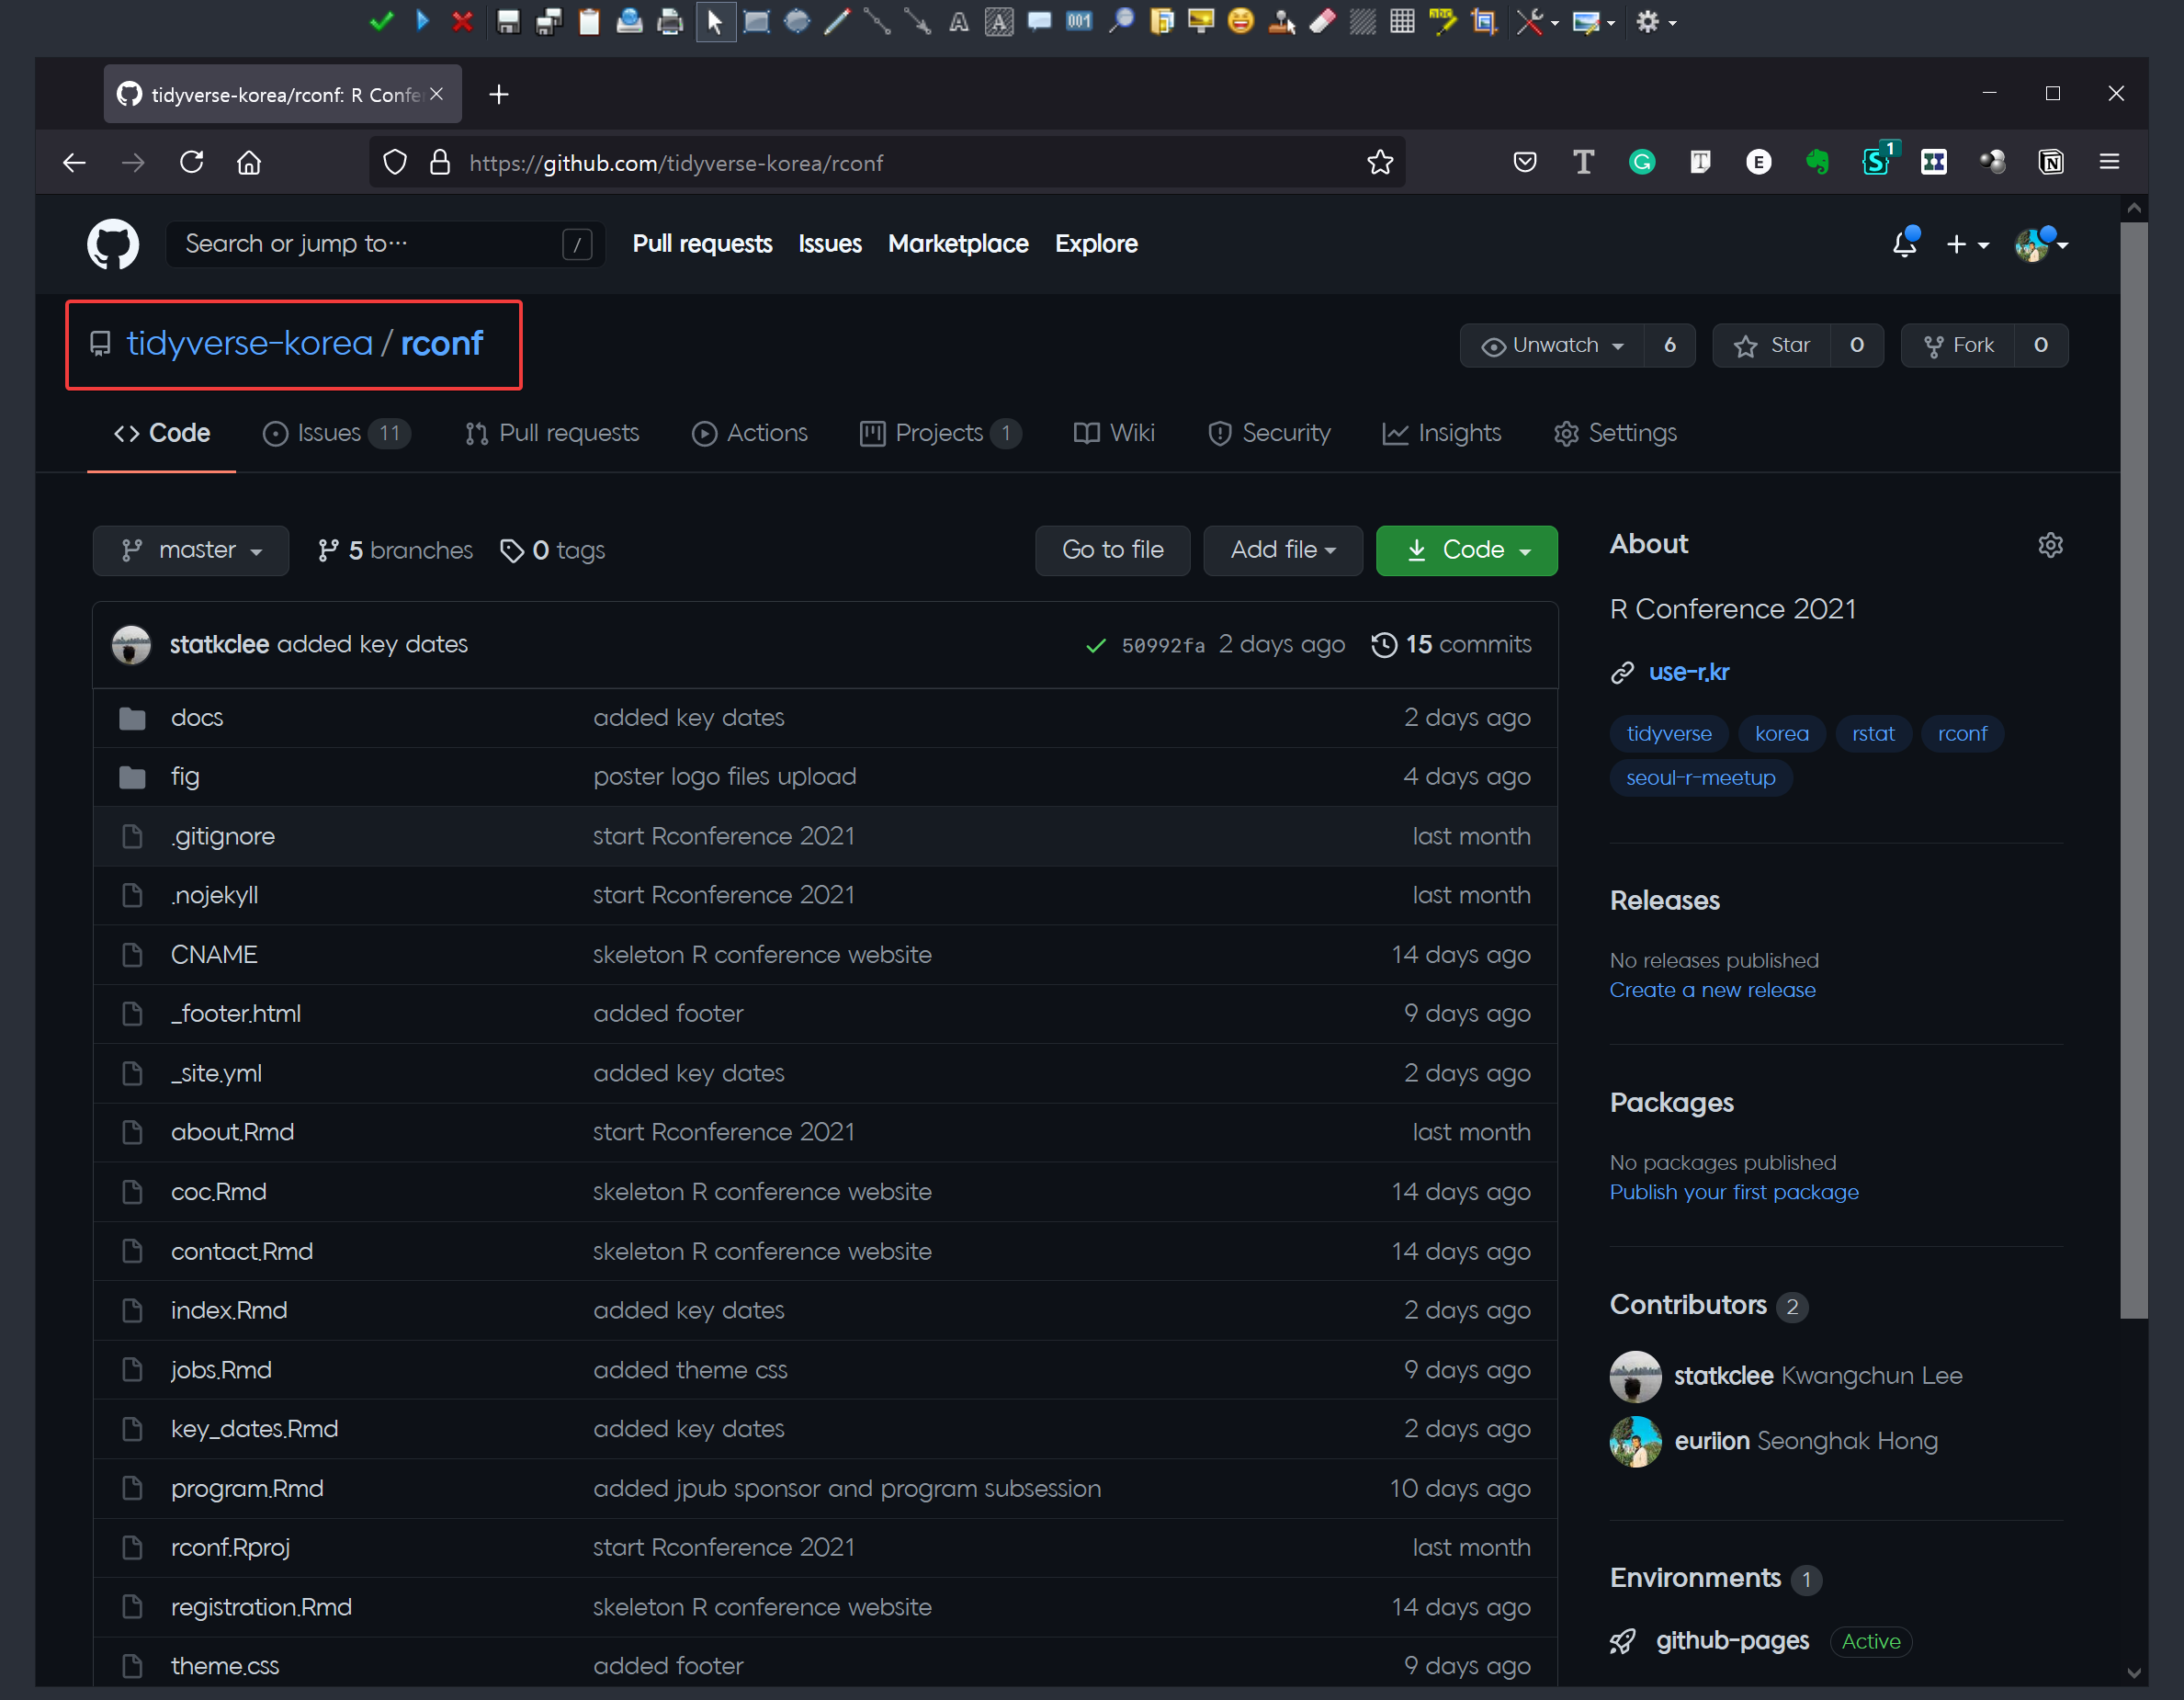 001
abc
tidyverse-korea/rconf: R Confe
https://github.com/tidyverse-korea/rconf
T
G
T
E
S
1
N
Search or jump to…
/
Pull requests
Issues
Marketplace
Explore
tidyverse-korea / rconf
Unwatch 6
Star 0
Fork 0
Code
Issues 11
Pull requests
Actions
Projects 1
Wiki
Security
Insights
Settings
master
5 branches
0 tags
Go to file
Add file
Code
statkclee added key dates
50992fa 2 days ago
15 commits
docs added key dates 2 days ago
fig poster logo files upload 4 days ago
.gitignore start Rconference 2021 last month
.nojekyll start Rconference 2021 last month
CNAME skeleton R conference website 14 days ago
_footer.html added footer 9 days ago
_site.yml added key dates 2 days ago
about.Rmd start Rconference 2021 last month
coc.Rmd skeleton R conference website 14 days ago
contact.Rmd skeleton R conference website 14 days ago
index.Rmd added key dates 2 days ago
jobs.Rmd added theme css 9 days ago
key_dates.Rmd added key dates 2 days ago
program.Rmd added jpub sponsor and program subsession 10 days ago
rconf.Rproj start Rconference 2021 last month
registration.Rmd skeleton R conference website 14 days ago
theme.css added footer 9 days ago
About
R Conference 2021
use-r.kr
tidyverse korea rstat rconf
seoul-r-meetup
Releases
No releases published
Create a new release
Packages
No packages published
Publish your first package
Contributors 2
statkclee Kwangchun Lee
euriion Seonghak Hong
Environments 1
github-pages Active